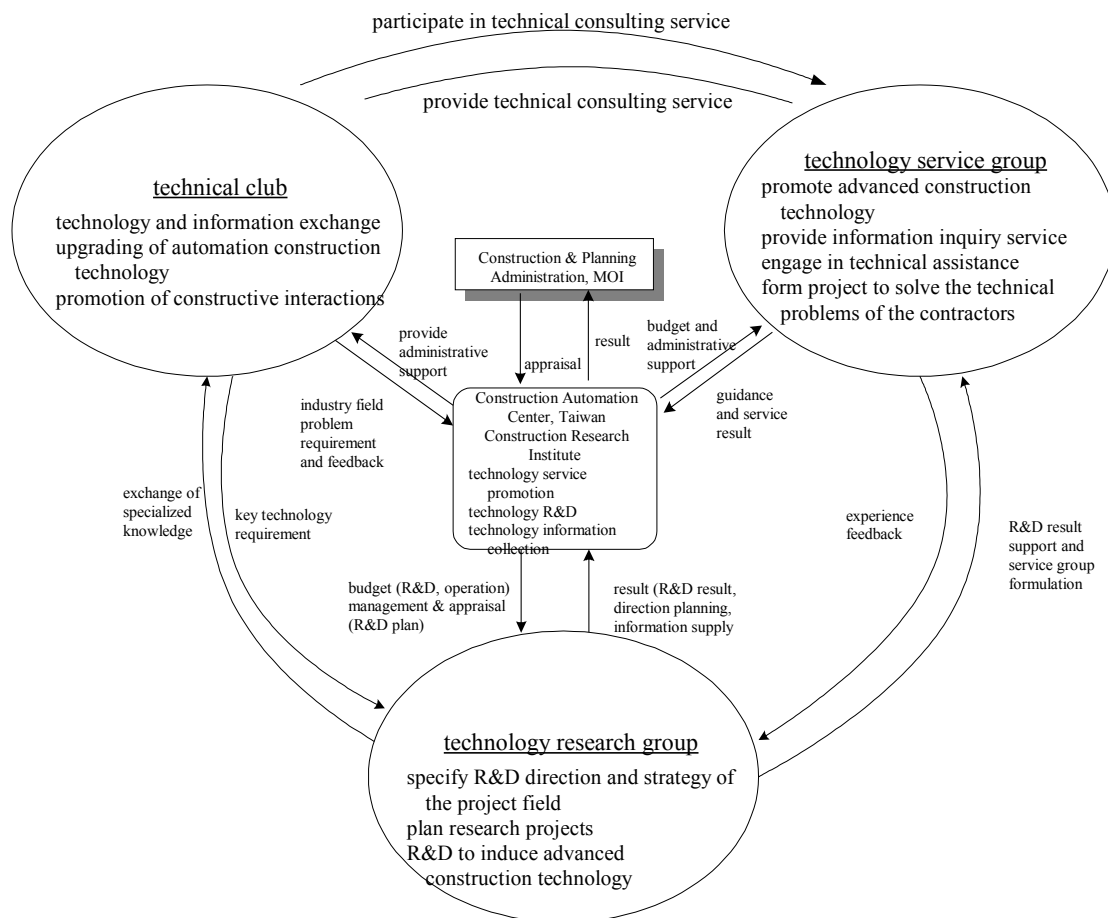 participate in technical consulting service
provide technical consulting service
technical club
technology and information exchange
upgrading of automation construction
technology
promotion of constructive interactions
technology service group
promote advanced construction
technology
provide information inquiry service
engage in technical assistance
form project to solve the technical
problems of the contractors
Construction & Planning
Administration, MOI
provide
administrative
support
appraisal
result
budget and
administrative
support
industry field
problem
requirement
and feedback
Construction Automation
Center, Taiwan
Construction Research
Institute
technology service
promotion
technology R&D
technology information
collection
guidance
and service
result
exchange of
specialized
knowledge
key technology
requirement
experience
feedback
R&D result
support and
service group
formulation
budget (R&D, operation)
management & appraisal
(R&D plan)
result (R&D result,
direction planning,
information supply
technology research group
specify R&D direction and strategy of
the project field
plan research projects
R&D to induce advanced
construction technology